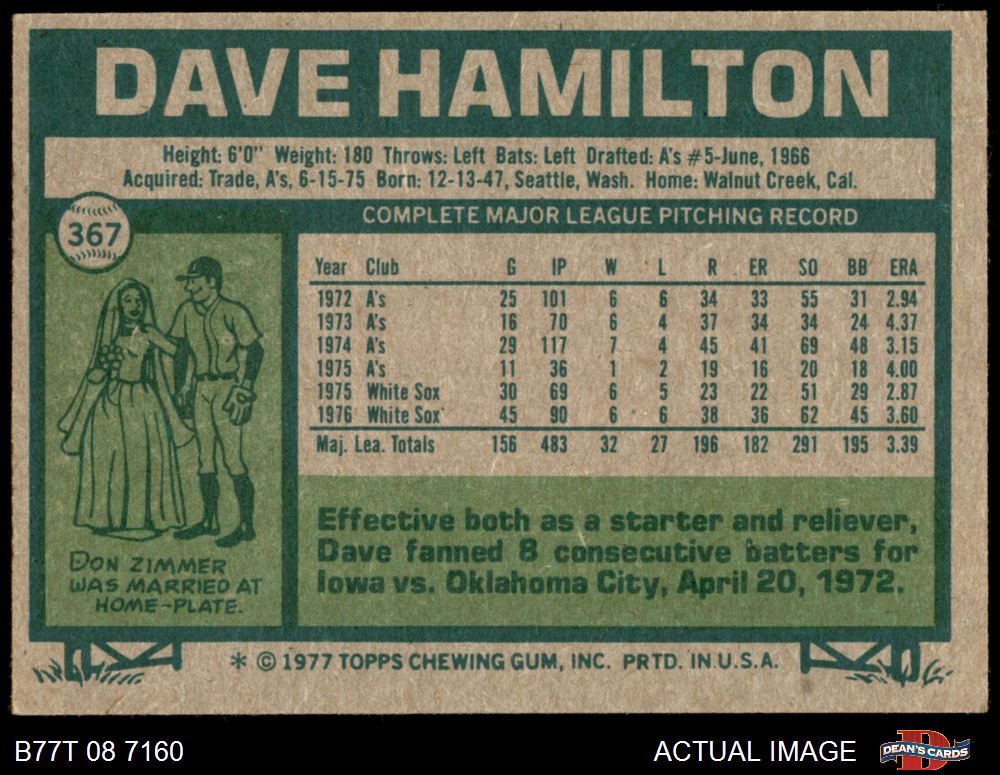 DAVE HAMILTON
Height: 6'0" Weight: 180 Throws: Left Bats: Left Drafted: A's #5-June, 1966
Acquired: Trade, A's, 6-15-75 Born: 12-13-47, Seattle, Wash. Home: Walnut Creek, Cal.
367
COMPLETE MAJOR LEAGUE PITCHING RECORD
Year Club G IP W L R ER SO BB ERA
1972 A's 25 101 6 6 34 33 55 31 2.94
1973 A's 16 70 6 4 37 34 34 24 4.37
1974 A's 29 117 7 4 45 41 69 48 3.15
1975 A's 11 36 1 2 19 16 20 18 4.00
1975 White Sox 30 69 6 5 23 22 51 29 2.87
1976 White Sox 45 90 6 6 38 36 62 45 3.60
Maj. Lea. Totals 156 483 32 27 196 182 291 195 3.39
DON ZIMMER
WAS MARRIED AT
HOME-PLATE.
Effective both as a starter and reliever,
Dave fanned 8 consecutive batters for
Iowa vs. Oklahoma City, April 20, 1972.
* © 1977 TOPPS CHEWING GUM, INC. PRTD. IN U.S.A.
B77T 08 7160
ACTUAL IMAGE
DEAN'S CARDS